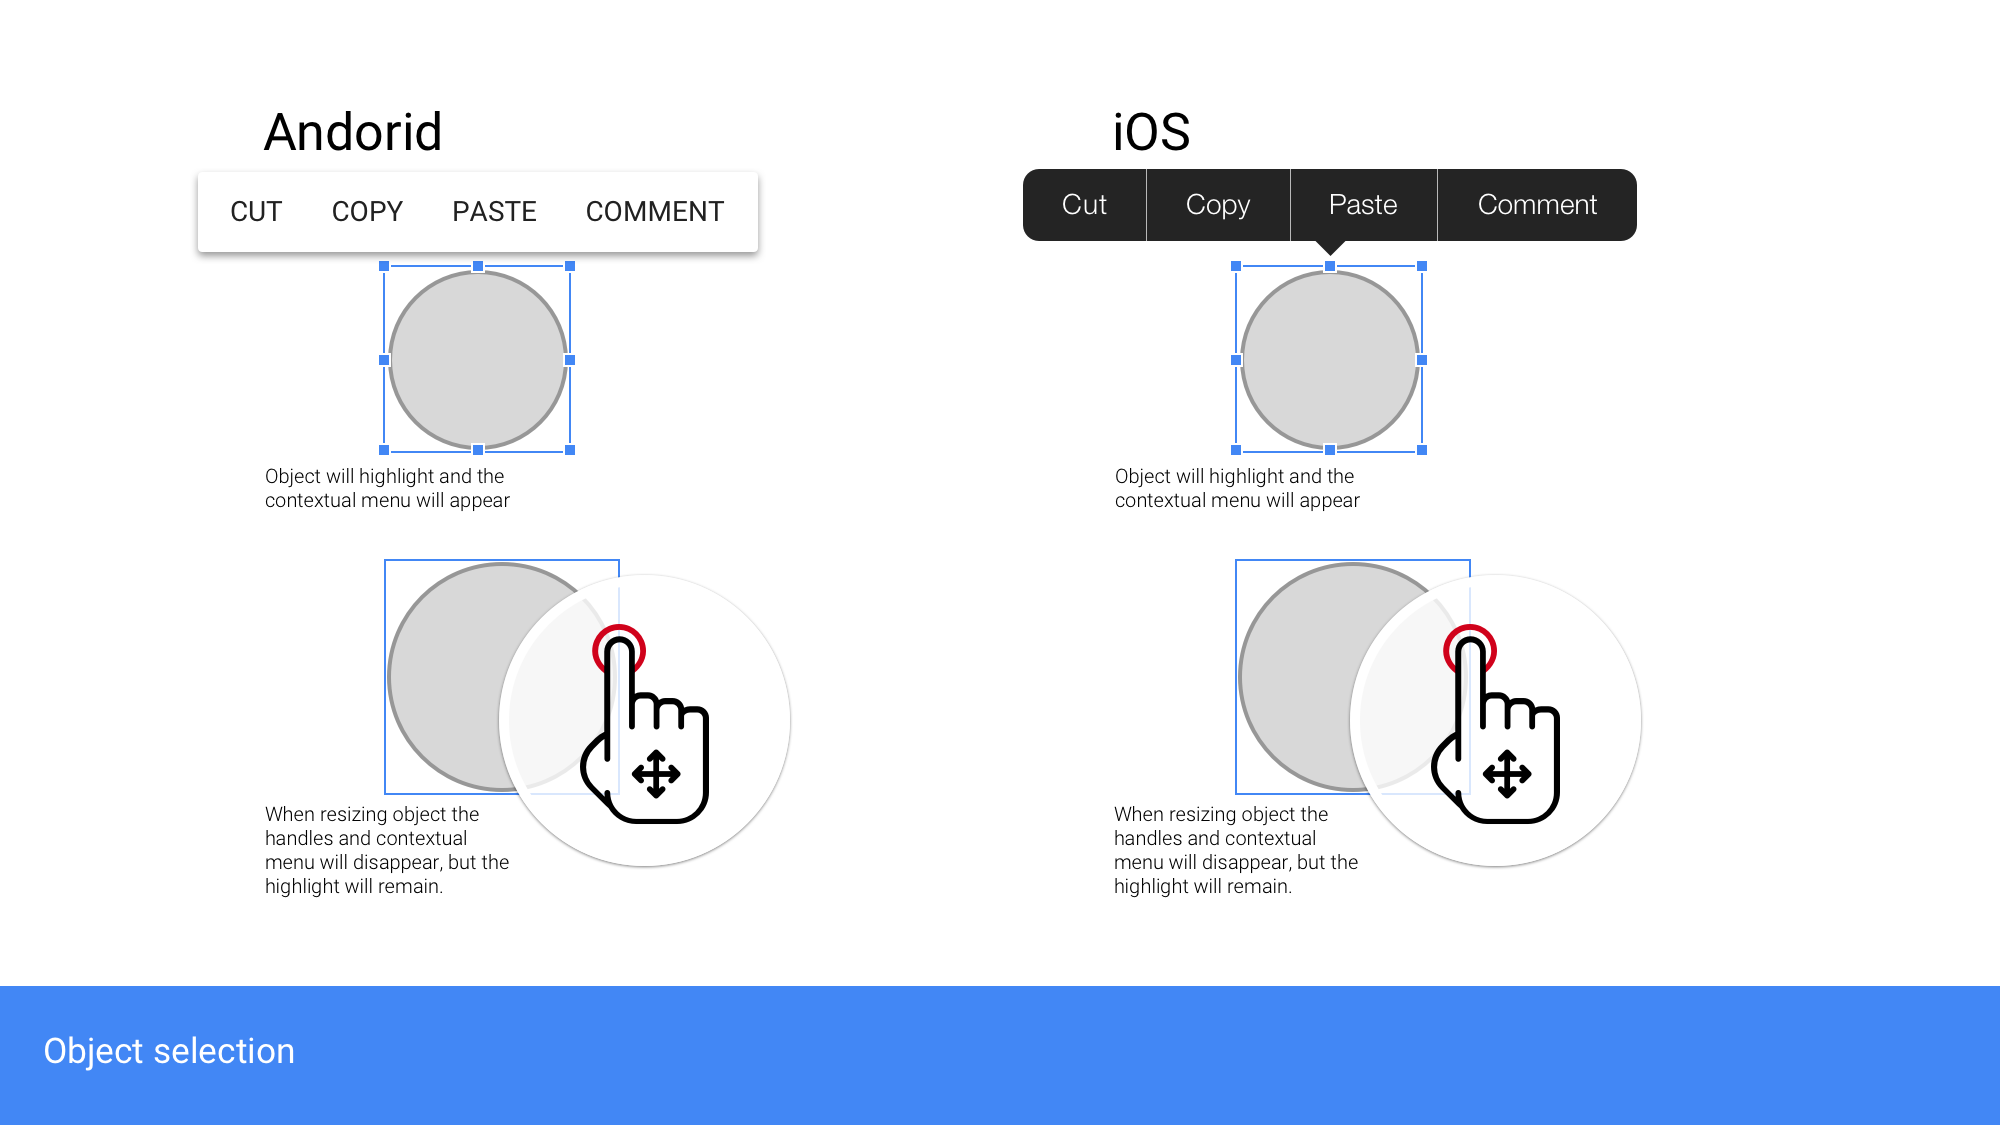 Andorid
CUT COPY PASTE COMMENT
Object will highlight and the
contextual menu will appear
When resizing object the
handles and contextual
menu will disappear, but the
highlight will remain.
iOS
Cut Copy Paste Comment
Object will highlight and the
contextual menu will appear
When resizing object the
handles and contextual
menu will disappear, but the
highlight will remain.
Object selection